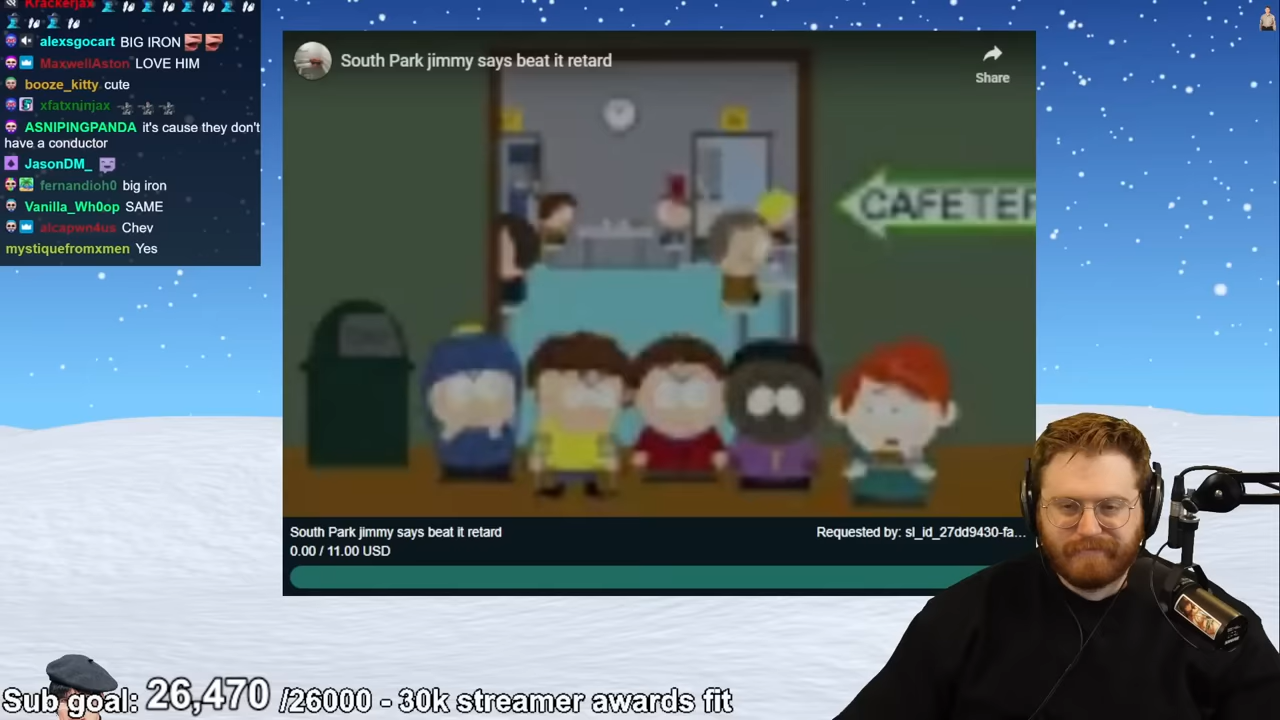 Krackerjax
alexsgocart BIG IRON
MaxwellAston LOVE HIM
booze_kitty cute
xfatxninjax
ASNIPINGPANDA it's cause they don't
have a conductor
JasonDM_
fernandioh0 big iron
Vanilla_Wh0op SAME
alcapwn4us Chev
mystiquefromxmen Yes
South Park jimmy says beat it retard
Share
CAFETER
South Park jimmy says beat it retard
Requested by: sl_id_27dd9430-fa...
0.00 / 11.00 USD
Sub goal: 26,470 /26000 - 30k streamer awards fit